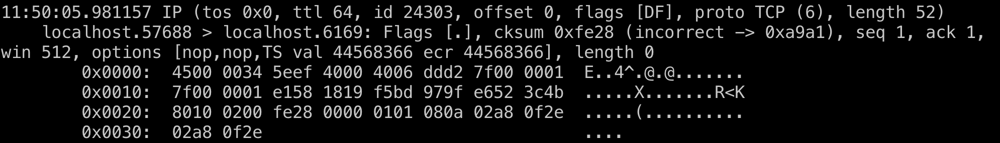 11:50:05.981157 IP (tos 0x0, ttl 64, id 24303, offset 0, flags [DF], proto TCP (6), length 52)
    localhost.57688 > localhost.6169: Flags [.], cksum 0xfe28 (incorrect -> 0xa9a1), seq 1, ack 1,
win 512, options [nop,nop,TS val 44568366 ecr 44568366], length 0
        0x0000:  4500 0034 5eef 4000 4006 ddd2 7f00 0001  E..4^.@.@.......
        0x0010:  7f00 0001 e158 1819 f5bd 979f e652 3c4b  .....X.......R<K
        0x0020:  8010 0200 fe28 0000 0101 080a 02a8 0f2e  .....(..........
        0x0030:  02a8 0f2e                                ....